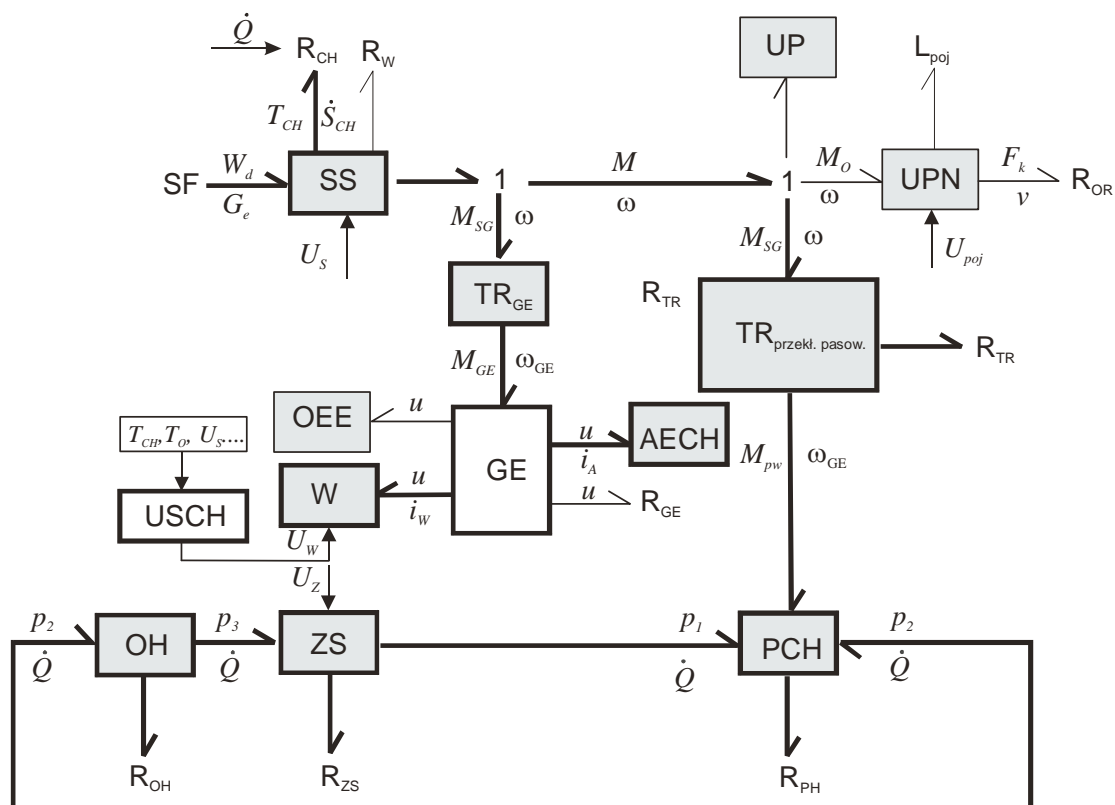 Q̇
R_CH
R_W
UP
L_poj
T_CH
Ṡ_CH
SF
W_d
G_e
SS
1
M
ω
1
M_O
ω
UPN
F_k
v
R_OR
U_S
M_SG
ω
M_SG
ω
U_poj
TR_GE
R_TR
TR_przekł. pasow.
R_TR
M_GE
ω_GE
OEE
u
GE
u
i_A
AECH
M_pw
ω_GE
T_CH, T_O, U_S....
W
u
i_W
u
R_GE
USCH
U_W
U_Z
p_2
Q̇
OH
p_3
Q̇
ZS
p_1
Q̇
PCH
p_2
Q̇
R_OH
R_ZS
R_PH